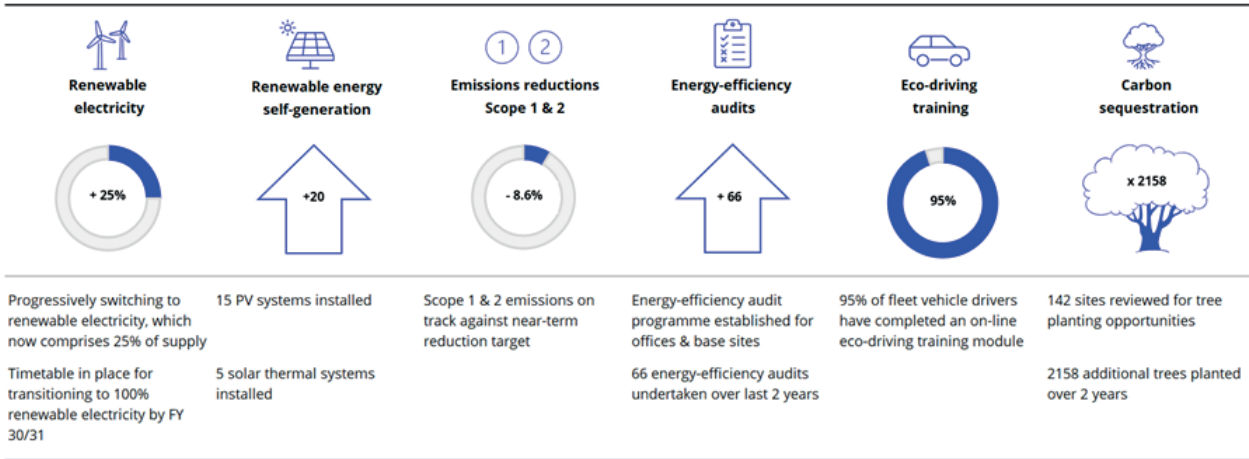 1 2
Renewable
electricity
Renewable energy
self-generation
Emissions reductions
Scope 1 & 2
Energy-efficiency
audits
Eco-driving
training
Carbon
sequestration
+ 25%
+20
- 8.6%
+ 66
95%
x 2158
Progressively switching to
renewable electricity, which
now comprises 25% of supply
Timetable in place for
transitioning to 100%
renewable electricity by FY
30/31
15 PV systems installed
5 solar thermal systems
installed
Scope 1 & 2 emissions on
track against near-term
reduction target
Energy-efficiency audit
programme established for
offices & base sites
66 energy-efficiency audits
undertaken over last 2 years
95% of fleet vehicle drivers
have completed an on-line
eco-driving training module
142 sites reviewed for tree
planting opportunities
2158 additional trees planted
over 2 years